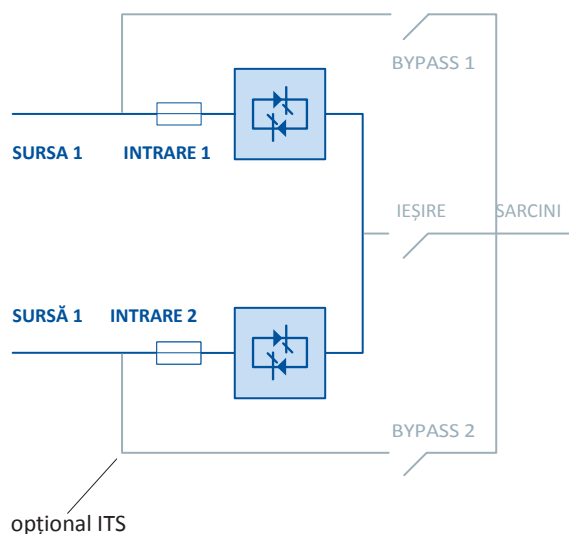 BYPASS 1
SURSA 1 INTRARE 1
IEȘIRE SARCINI
SURSĂ 1 INTRARE 2
BYPASS 2
opțional ITS